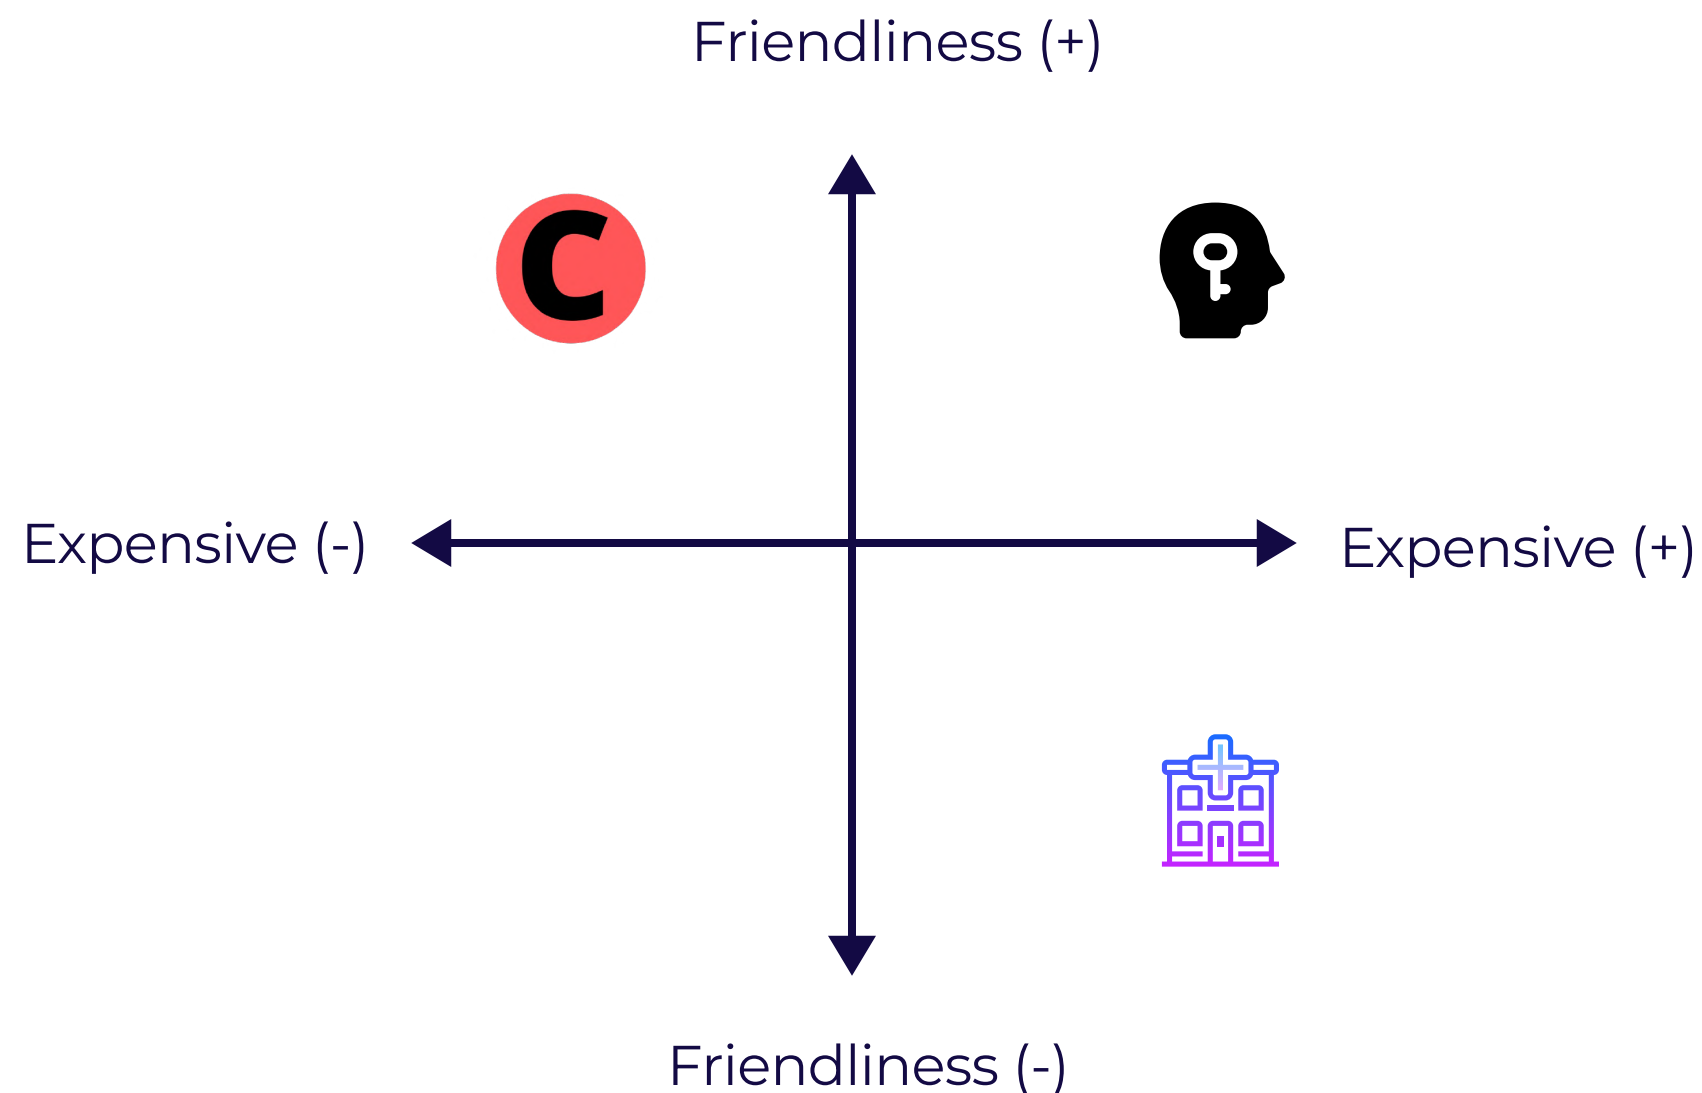 Friendliness (+)
C
Expensive (-)
Expensive (+)
Friendliness (-)